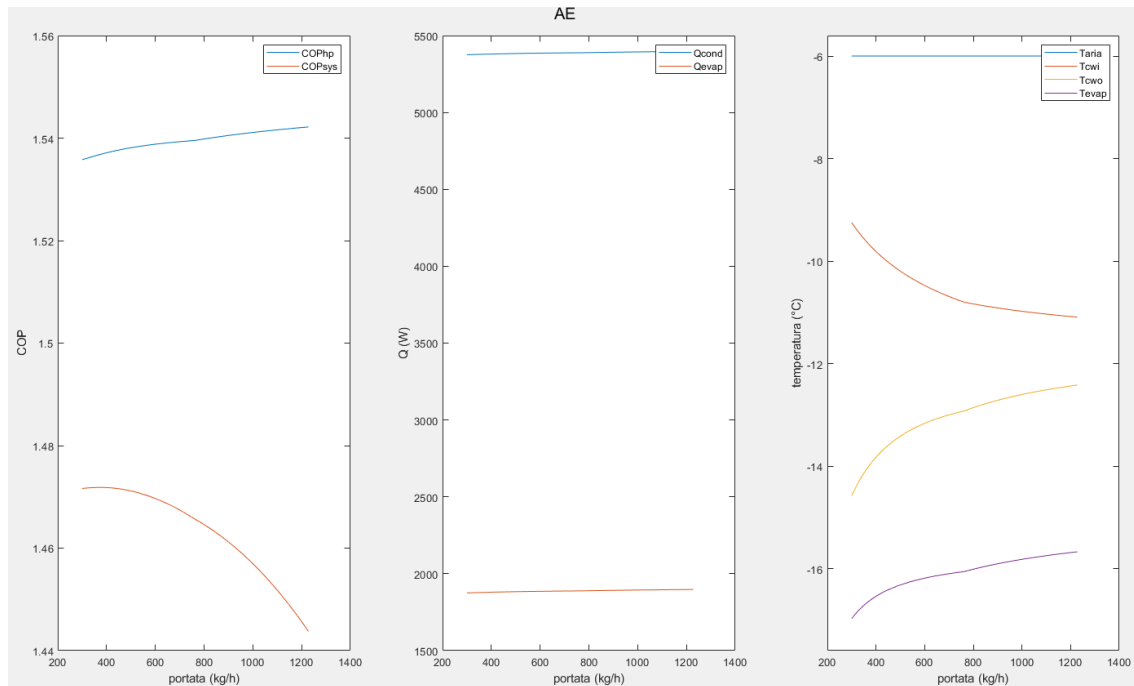 AE
COP
1.56
1.54
1.52
1.5
1.48
1.46
1.44
200 400 600 800 1000 1200 1400
portata (kg/h)
COPhp
COPsys
Q (W)
5500
5000
4500
4000
3500
3000
2500
2000
1500
200 400 600 800 1000 1200 1400
portata (kg/h)
Qcond
Qevap
temperatura (°C)
-6
-8
-10
-12
-14
-16
200 400 600 800 1000 1200 1400
portata (kg/h)
Taria
Tcwi
Tcwo
Tevap